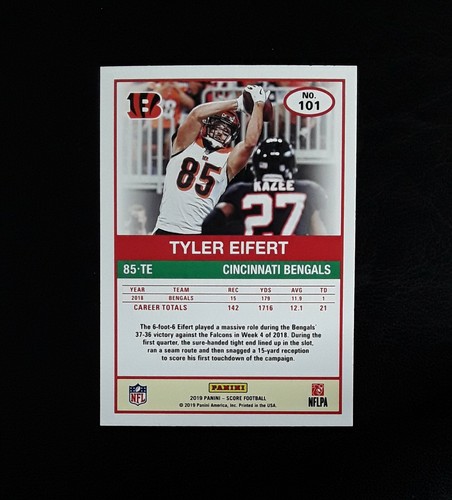 NO.
101
85
KAZEE
27
TYLER EIFERT
85·TE CINCINNATI BENGALS
YEAR TEAM REC YDS AVG TD
2018 BENGALS 15 179 11.9 1
CAREER TOTALS 142 1716 12.1 21
The 6-foot-6 Eifert played a massive role during the Bengals'
37-36 victory against the Falcons in Week 4 of 2018. During the
first quarter, the sure-handed tight end lined up in the slot,
ran a seam route and then snagged a 15-yard reception
to score his first touchdown of the campaign.
NFL
PANINI
NFLPA
2019 PANINI - SCORE FOOTBALL
© 2019 Panini America, Inc. Printed in the USA.